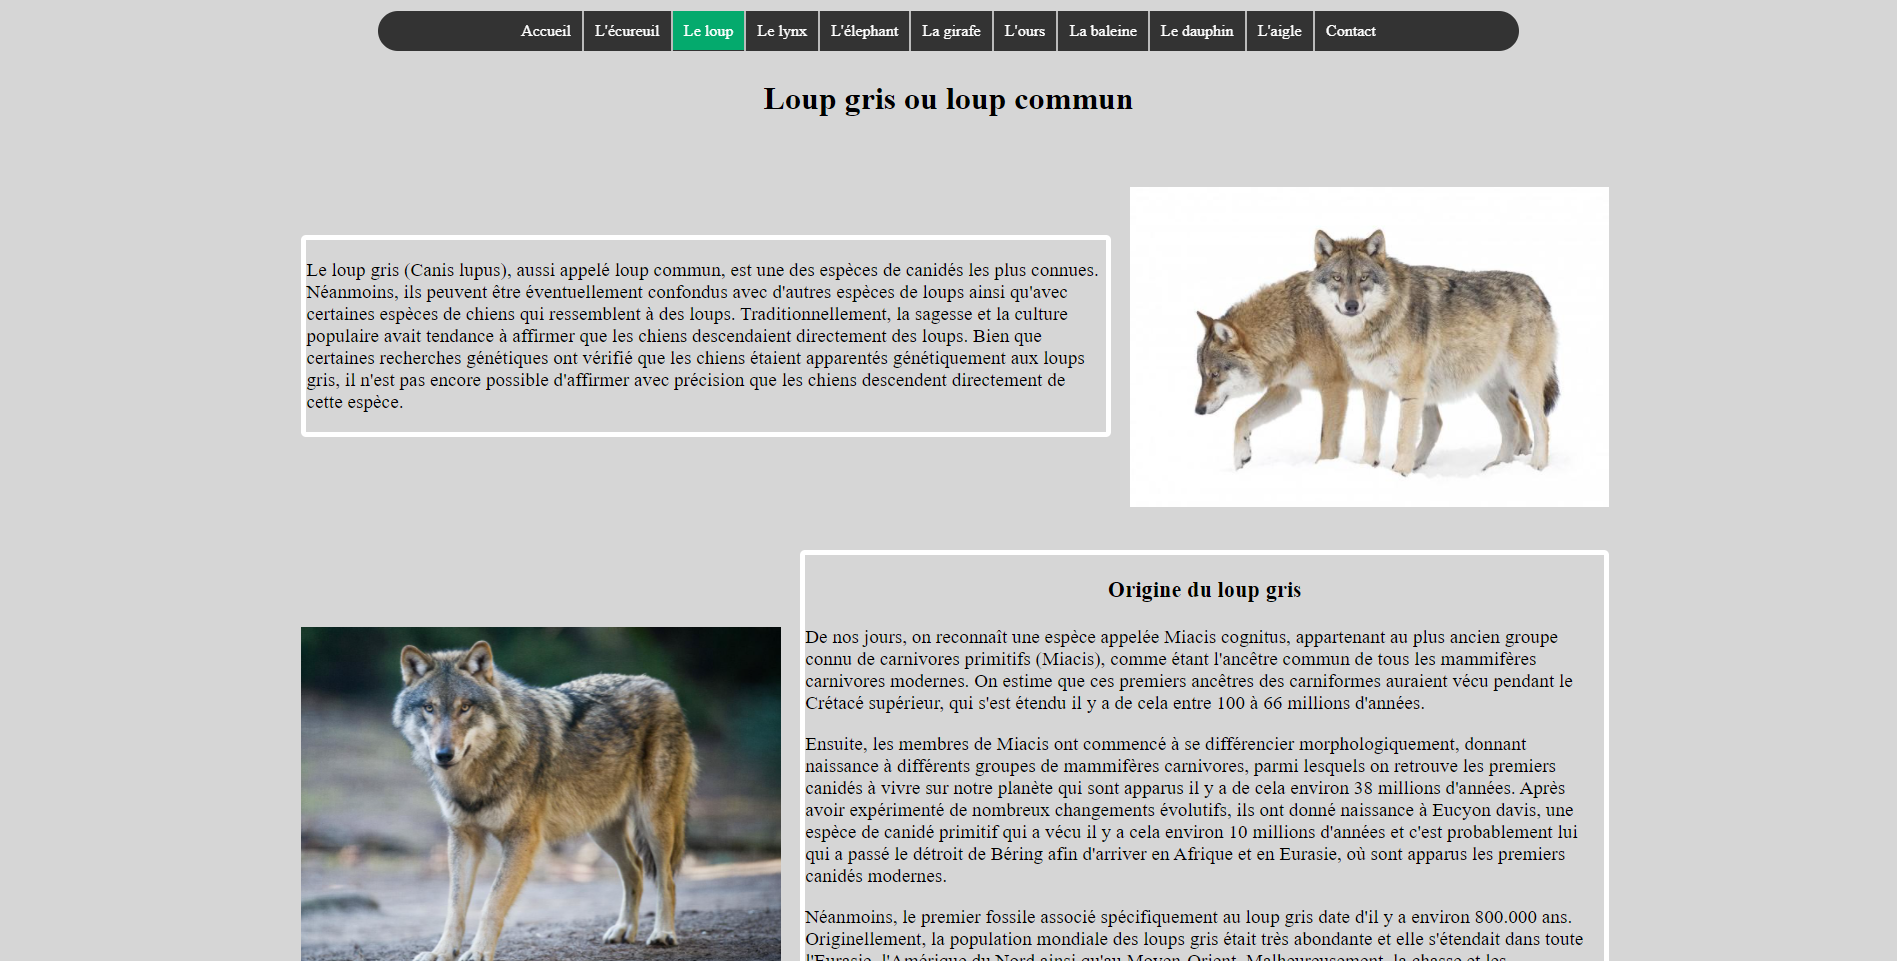 Accueil L'écureuil Le loup Le lynx L'élephant La girafe L'ours La baleine Le dauphin L'aigle Contact
Loup gris ou loup commun
Le loup gris (Canis lupus), aussi appelé loup commun, est une des espèces de canidés les plus connues.
Néanmoins, ils peuvent être éventuellement confondus avec d'autres espèces de loups ainsi qu'avec
certaines espèces de chiens qui ressemblent à des loups. Traditionnellement, la sagesse et la culture
populaire avait tendance à affirmer que les chiens descendaient directement des loups. Bien que
certaines recherches génétiques ont vérifié que les chiens étaient apparentés génétiquement aux loups
gris, il n'est pas encore possible d'affirmer avec précision que les chiens descendent directement de
cette espèce.
Origine du loup gris
De nos jours, on reconnaît une espèce appelée Miacis cognitus, appartenant au plus ancien groupe
connu de carnivores primitifs (Miacis), comme étant l'ancêtre commun de tous les mammifères
carnivores modernes. On estime que ces premiers ancêtres des carniformes auraient vécu pendant le
Crétacé supérieur, qui s'est étendu il y a de cela entre 100 à 66 millions d'années.
Ensuite, les membres de Miacis ont commencé à se différencier morphologiquement, donnant
naissance à différents groupes de mammifères carnivores, parmi lesquels on retrouve les premiers
canidés à vivre sur notre planète qui sont apparus il y a de cela environ 38 millions d'années. Après
avoir expérimenté de nombreux changements évolutifs, ils ont donné naissance à Eucyon davis, une
espèce de canidé primitif qui a vécu il y a cela environ 10 millions d'années et c'est probablement lui
qui a passé le détroit de Béring afin d'arriver en Afrique et en Eurasie, où sont apparus les premiers
canidés modernes.
Néanmoins, le premier fossile associé spécifiquement au loup gris date d'il y a environ 800.000 ans.
Originellement, la population mondiale des loups gris était très abondante et elle s'étendait dans toute
l'Eurasie, l'Amérique du Nord ainsi qu'au Moyen-Orient. Malheureusement, la chasse et les